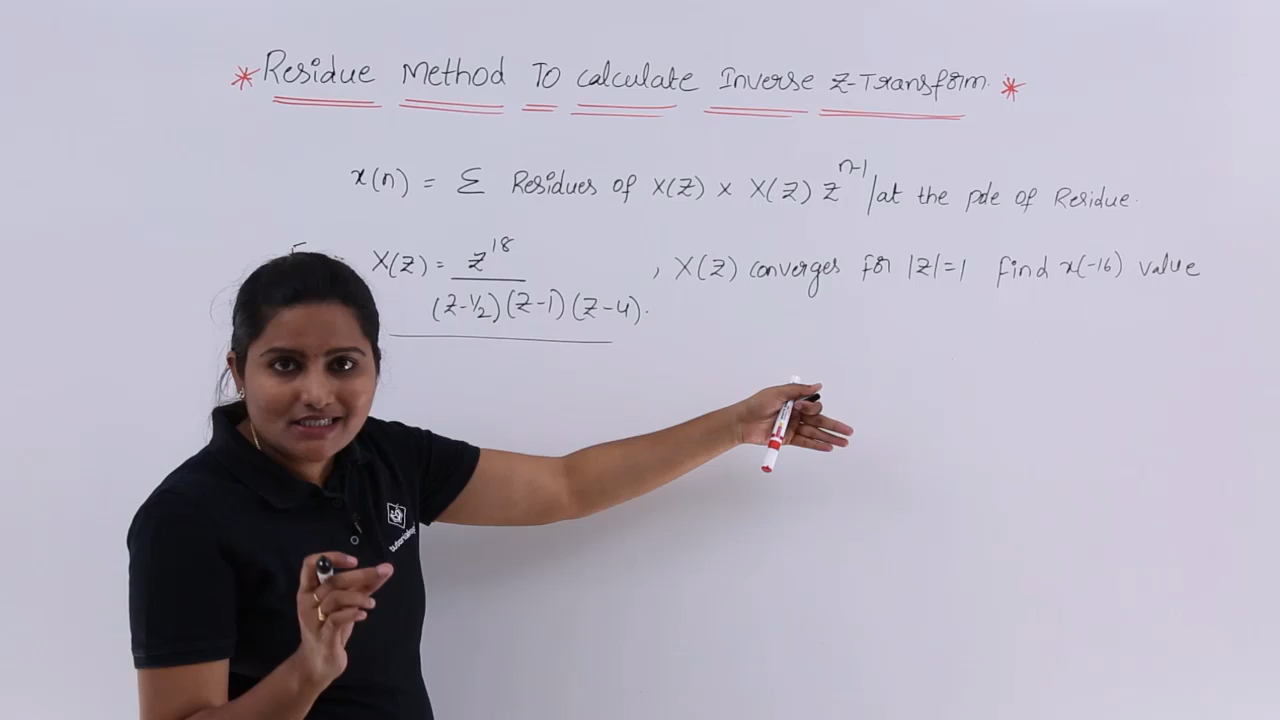 * Residue Method To calculate Inverse Z-Transform. *
x(n) = Σ Residues of X(Z) × X(Z) Z^{n-1} / at the pole of Residue.
X(Z) = Z^{18} / (Z-1/2)(Z-1)(Z-4). , X(Z) converges for |Z|=1 find x(-16) value